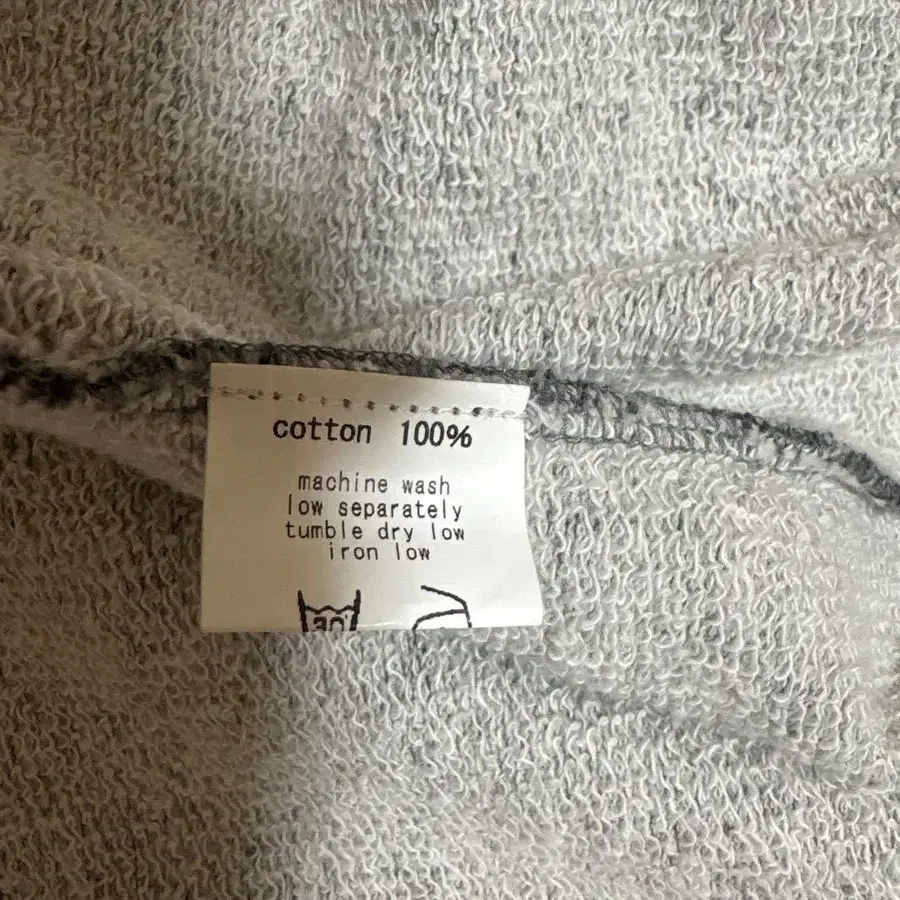 cotton 100%
machine wash
low separately
tumble dry low
iron low